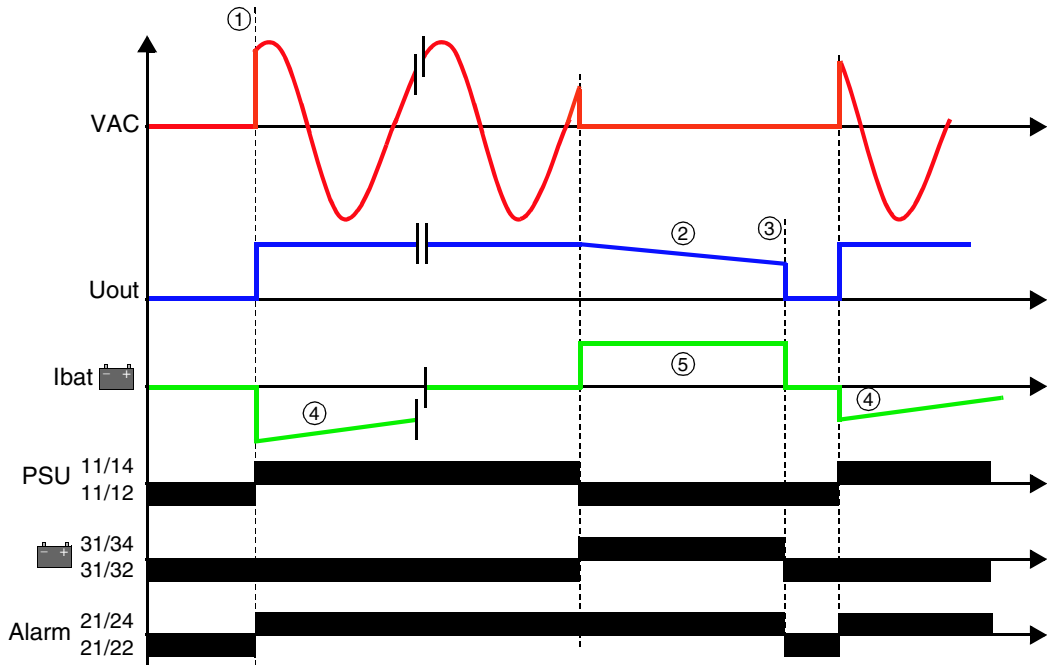 ①
VAC
②
③
Uout
Ibat − +
④
⑤
④
PSU
11/14
11/12
− +
31/34
31/32
Alarm
21/24
21/22